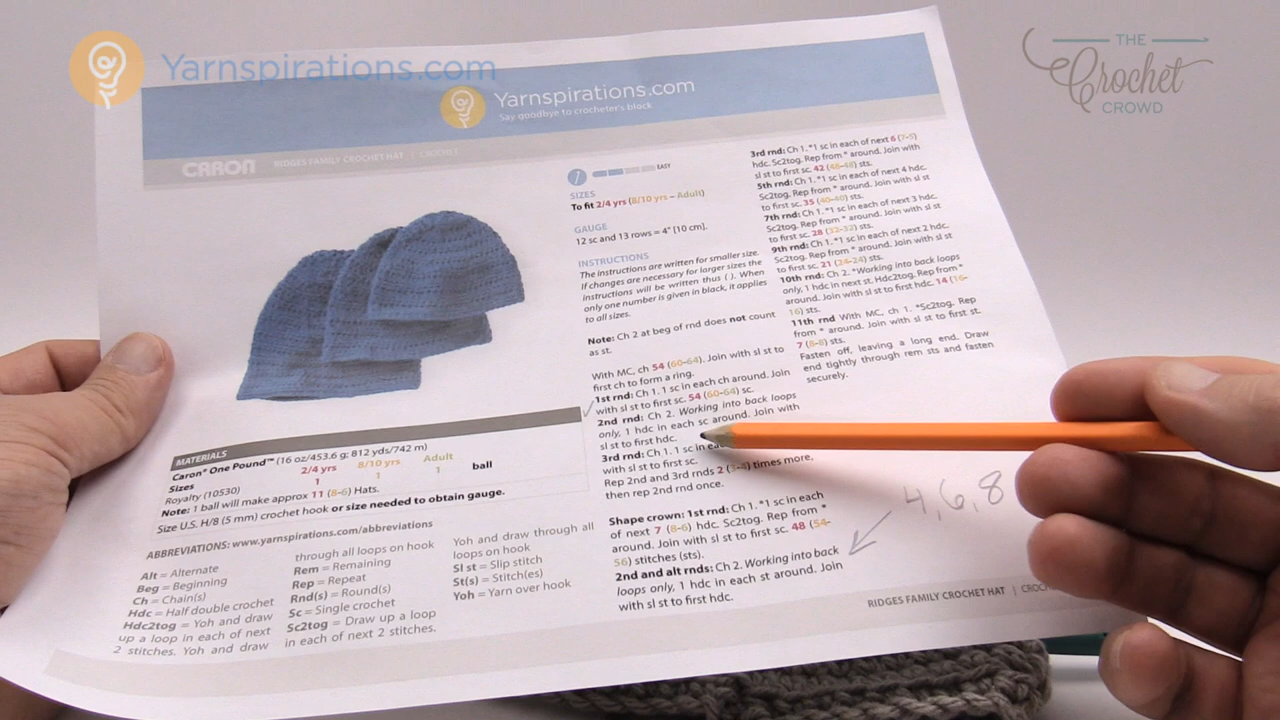 Yarnspirations.com
THE
Crochet
CROWD
Yarnspirations.com
Say goodbye to crocheter's block
CARON RIDGES FAMILY CROCHET HAT | CROCHET
MATERIALS
Caron® One Pound™ (16 oz/453.6 g; 812 yds/742 m)
Sizes 2/4 yrs 8/10 yrs Adult
Royalty (10530) 1 1 1 ball
Note: 1 ball will make approx 11 (8-6) Hats.
Size U.S. H/8 (5 mm) crochet hook or size needed to obtain gauge.
ABBREVIATIONS: www.yarnspirations.com/abbreviations
Alt = Alternate
Beg = Beginning
Ch = Chain(s)
Hdc = Half double crochet
Hdc2tog = Yoh and draw
up a loop in each of next
2 stitches. Yoh and draw
through all loops on hook
Rem = Remaining
Rep = Repeat
Rnd(s) = Round(s)
Sc = Single crochet
Sc2tog = Draw up a loop
in each of next 2 stitches.
Yoh and draw through all
loops on hook
Sl st = Slip stitch
St(s) = Stitch(es)
Yoh = Yarn over hook
EASY
SIZES
To fit 2/4 yrs (8/10 yrs – Adult)
GAUGE
12 sc and 13 rows = 4" [10 cm].
INSTRUCTIONS
The instructions are written for smaller size.
If changes are necessary for larger sizes the
instructions will be written thus ( ). When
only one number is given in black, it applies
to all sizes.
Note: Ch 2 at beg of rnd does not count
as st.
With MC, ch 54 (60-64). Join with sl st to
first ch to form a ring.
1st rnd: Ch 1. 1 sc in each ch around. Join
with sl st to first sc. 54 (60-64) sc.
2nd rnd: Ch 2. Working into back loops
only, 1 hdc in each sc around. Join with
sl st to first hdc.
3rd rnd: Ch 1. 1 sc in
with sl st to first sc.
Rep 2nd and 3rd rnds 2 times more,
then rep 2nd rnd once.
Shape crown: 1st rnd: Ch 1. *1 sc in each
of next 7 (8-6) hdc. Sc2tog. Rep from *
around. Join with sl st to first sc. 48 (54-
56) stitches (sts).
2nd and alt rnds: Ch 2. Working into back
loops only, 1 hdc in each st around. Join
with sl st to first hdc.
3rd rnd: Ch 1. *1 sc in each of next 6 (7-5)
hdc. Sc2tog. Rep from * around. Join with
sl st to first sc. 42 (48-48) sts.
5th rnd: Ch 1. *1 sc in each of next 4 hdc.
Sc2tog. Rep from * around. Join with sl st
to first sc. 35 (40-40) sts.
7th rnd: Ch 1. *1 sc in each of next 3 hdc.
Sc2tog. Rep from * around. Join with sl st
to first sc. 28 (32-32) sts.
9th rnd: Ch 1. *1 sc in each of next 2 hdc.
Sc2tog. Rep from * around. Join with sl st
to first sc. 21 (24-24) sts.
10th rnd: Ch 2. *Working into back loops
only, 1 hdc in next st. Hdc2tog. Rep from *
around. Join with sl st to first hdc. 14 (16-
16) sts.
11th rnd With MC, ch 1. *Sc2tog. Rep
from * around. Join with sl st to first st.
7 (8-8) sts.
Fasten off, leaving a long end. Draw
end tightly through rem sts and fasten
securely.
4, 6, 8
RIDGES FAMILY CROCHET HAT |